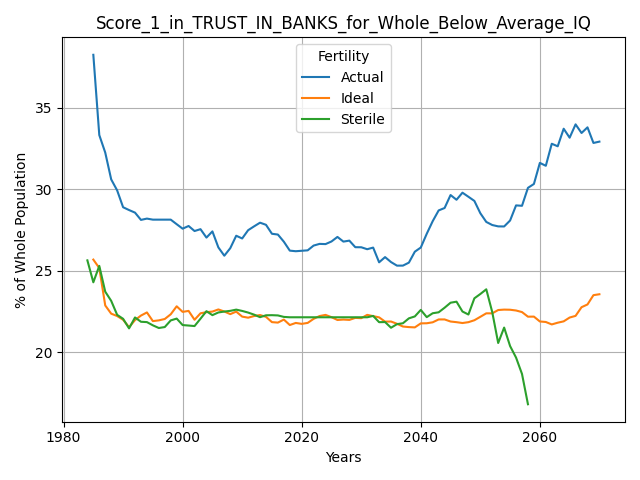 Score_1_in_TRUST_IN_BANKS_for_Whole_Below_Average_IQ
Fertility
Actual
Ideal
Sterile
% of Whole Population
35
30
25
20
1980
2000
2020
2040
2060
Years